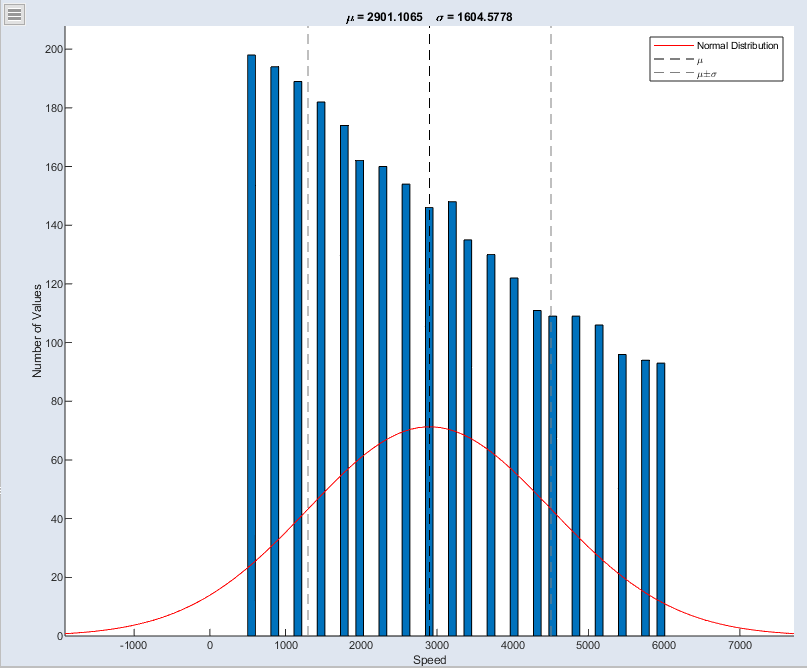 μ = 2901.1065 σ = 1604.5778
Normal Distribution
μ
μ±σ
200
180
160
140
120
100
80
60
40
20
0
Number of Values
-1000 0 1000 2000 3000 4000 5000 6000 7000
Speed